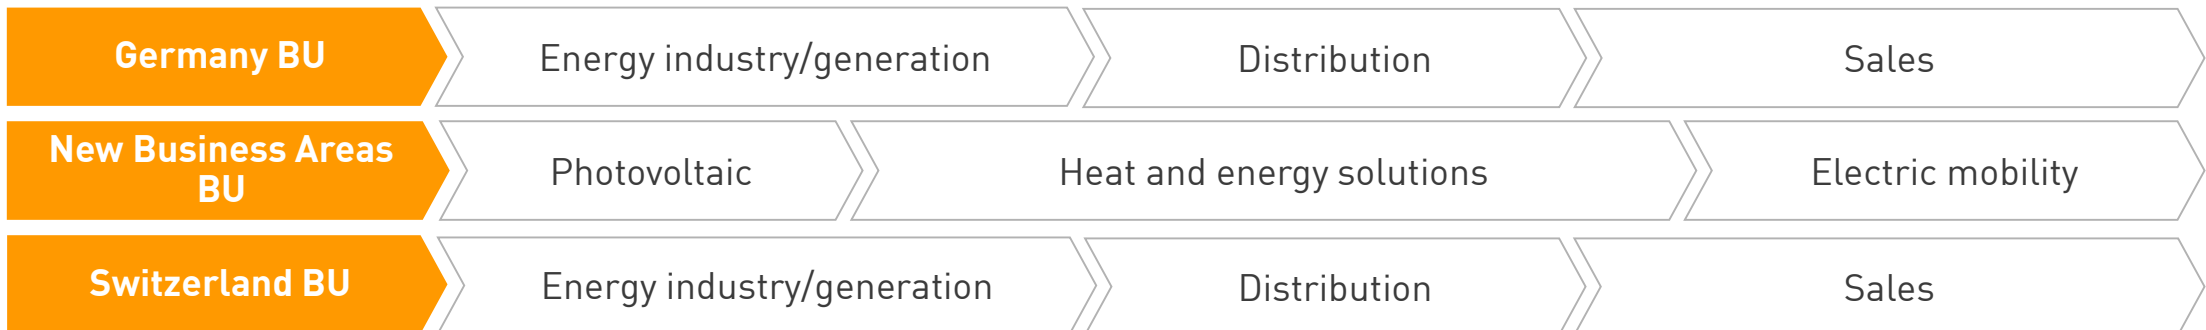 Germany BU
Energy industry/generation
Distribution
Sales
New Business Areas
BU
Photovoltaic
Heat and energy solutions
Electric mobility
Switzerland BU
Energy industry/generation
Distribution
Sales